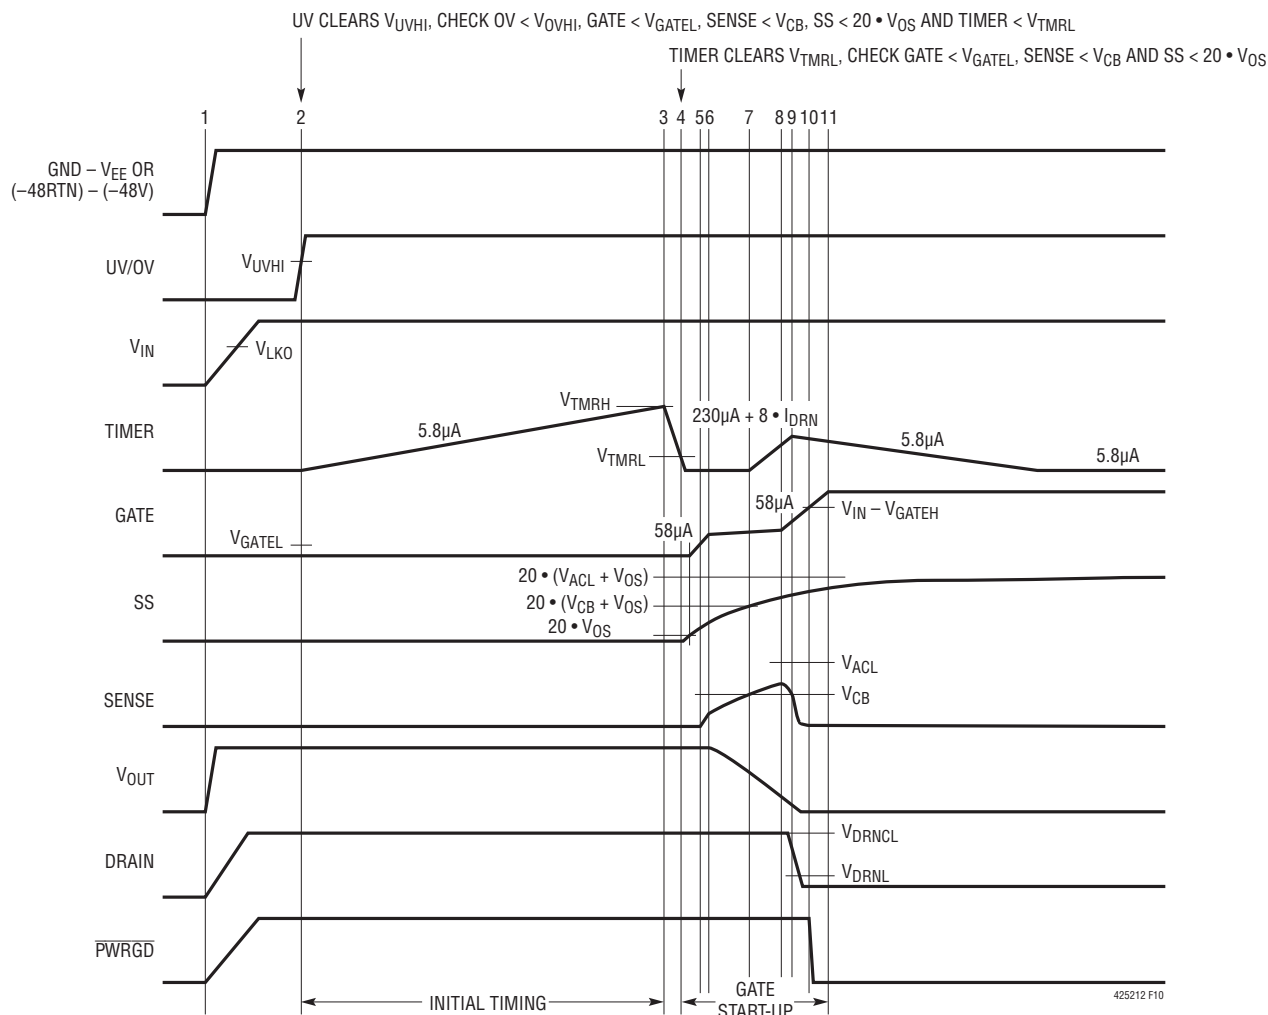 UV CLEARS VUVHI, CHECK OV < VOVHI, GATE < VGATEL, SENSE < VCB, SS < 20 • VOS AND TIMER < VTMRL
TIMER CLEARS VTMRL, CHECK GATE < VGATEL, SENSE < VCB AND SS < 20 • VOS
1 2 3 4 5 6 7 8 9 10 11
GND – VEE OR
(–48RTN) – (–48V)
UV/OV
VUVHI
VIN
VLKO
TIMER
5.8µA
VTMRH
VTMRL
230µA + 8 • IDRN
5.8µA
5.8µA
GATE
VGATEL
58µA
58µA
VIN – VGATEH
SS
20 • (VACL + VOS)
20 • (VCB + VOS)
20 • VOS
SENSE
VACL
VCB
VOUT
DRAIN
VDRNCL
VDRNL
PWRGD
INITIAL TIMING
GATE
START-UP
425212 F10